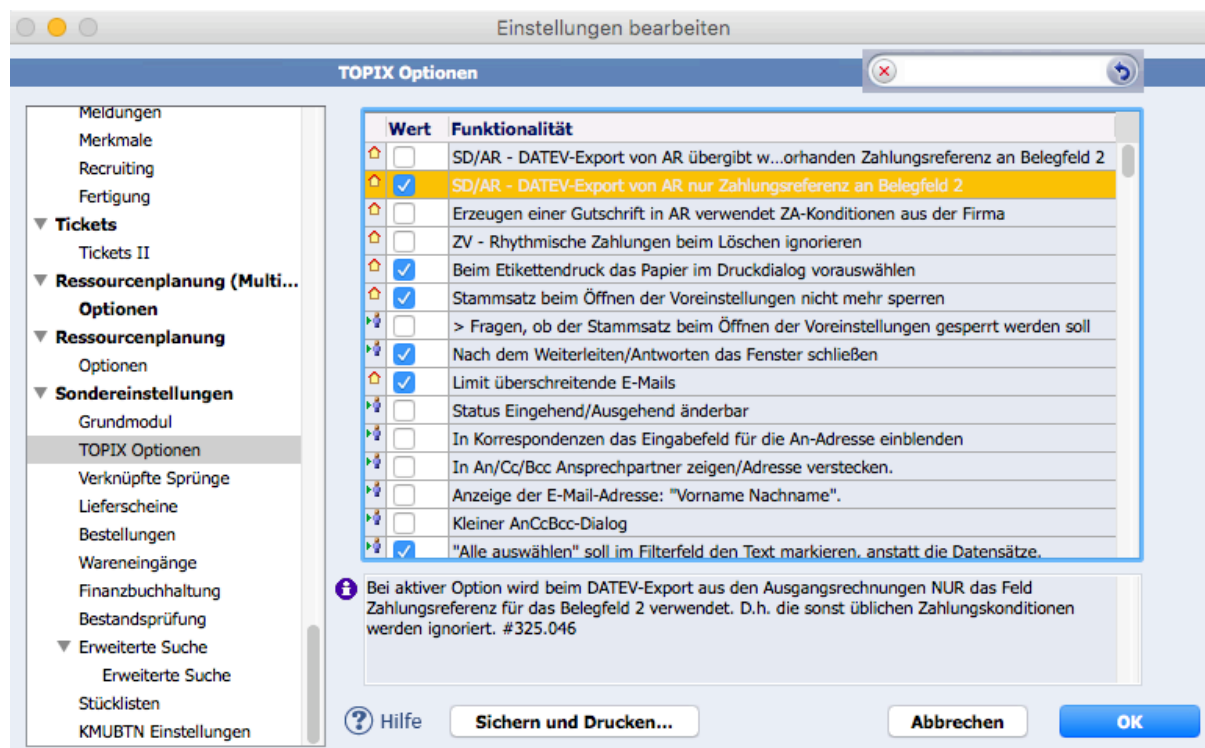 Einstellungen bearbeiten
TOPIX Optionen
Meldungen
Merkmale
Recruiting
Fertigung
Tickets
Tickets II
Ressourcenplanung (Multi...
Optionen
Ressourcenplanung
Optionen
Sondereinstellungen
Grundmodul
TOPIX Optionen
Verknüpfte Sprünge
Lieferscheine
Bestellungen
Wareneingänge
Finanzbuchhaltung
Bestandsprüfung
Erweiterte Suche
Erweiterte Suche
Stücklisten
KMUBTN Einstellungen
Wert Funktionalität
SD/AR - DATEV-Export von AR übergibt w...orhanden Zahlungsreferenz an Belegfeld 2
SD/AR - DATEV-Export von AR nur Zahlungsreferenz an Belegfeld 2
Erzeugen einer Gutschrift in AR verwendet ZA-Konditionen aus der Firma
ZV - Rhythmische Zahlungen beim Löschen ignorieren
Beim Etikettendruck das Papier im Druckdialog vorauswählen
Stammsatz beim Öffnen der Voreinstellungen nicht mehr sperren
> Fragen, ob der Stammsatz beim Öffnen der Voreinstellungen gesperrt werden soll
Nach dem Weiterleiten/Antworten das Fenster schließen
Limit überschreitende E-Mails
Status Eingehend/Ausgehend änderbar
In Korrespondenzen das Eingabefeld für die An-Adresse einblenden
In An/Cc/Bcc Ansprechpartner zeigen/Adresse verstecken.
Anzeige der E-Mail-Adresse: "Vorname Nachname".
Kleiner AnCcBcc-Dialog
"Alle auswählen" soll im Filterfeld den Text markieren, anstatt die Datensätze.
Bei aktiver Option wird beim DATEV-Export aus den Ausgangsrechnungen NUR das Feld
Zahlungsreferenz für das Belegfeld 2 verwendet. D.h. die sonst üblichen Zahlungskonditionen
werden ignoriert. #325.046
? Hilfe
Sichern und Drucken...
Abbrechen
OK